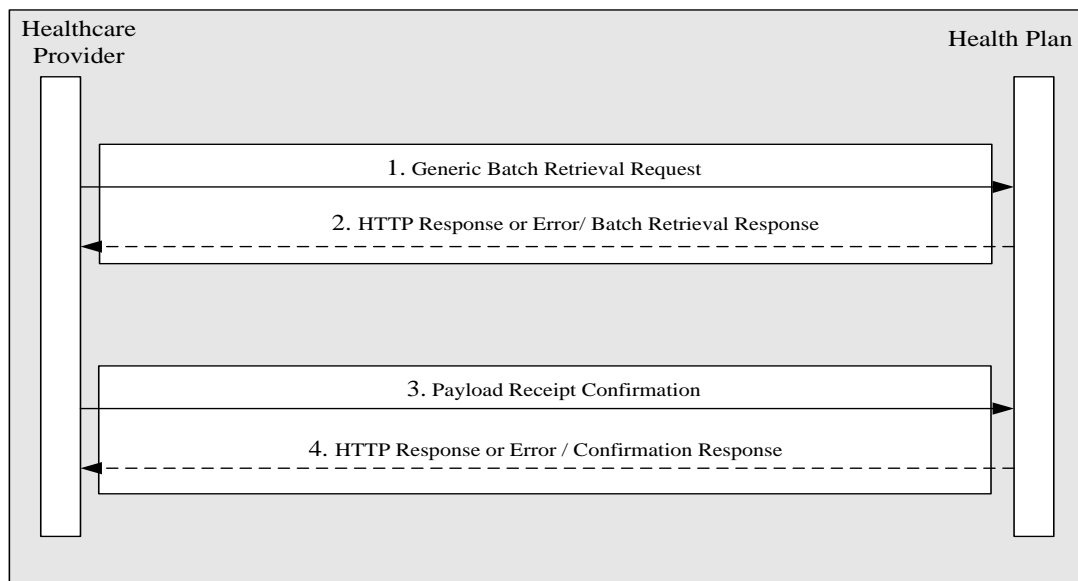 Healthcare
Provider
Health Plan
1. Generic Batch Retrieval Request
2. HTTP Response or Error/ Batch Retrieval Response
3. Payload Receipt Confirmation
4. HTTP Response or Error / Confirmation Response